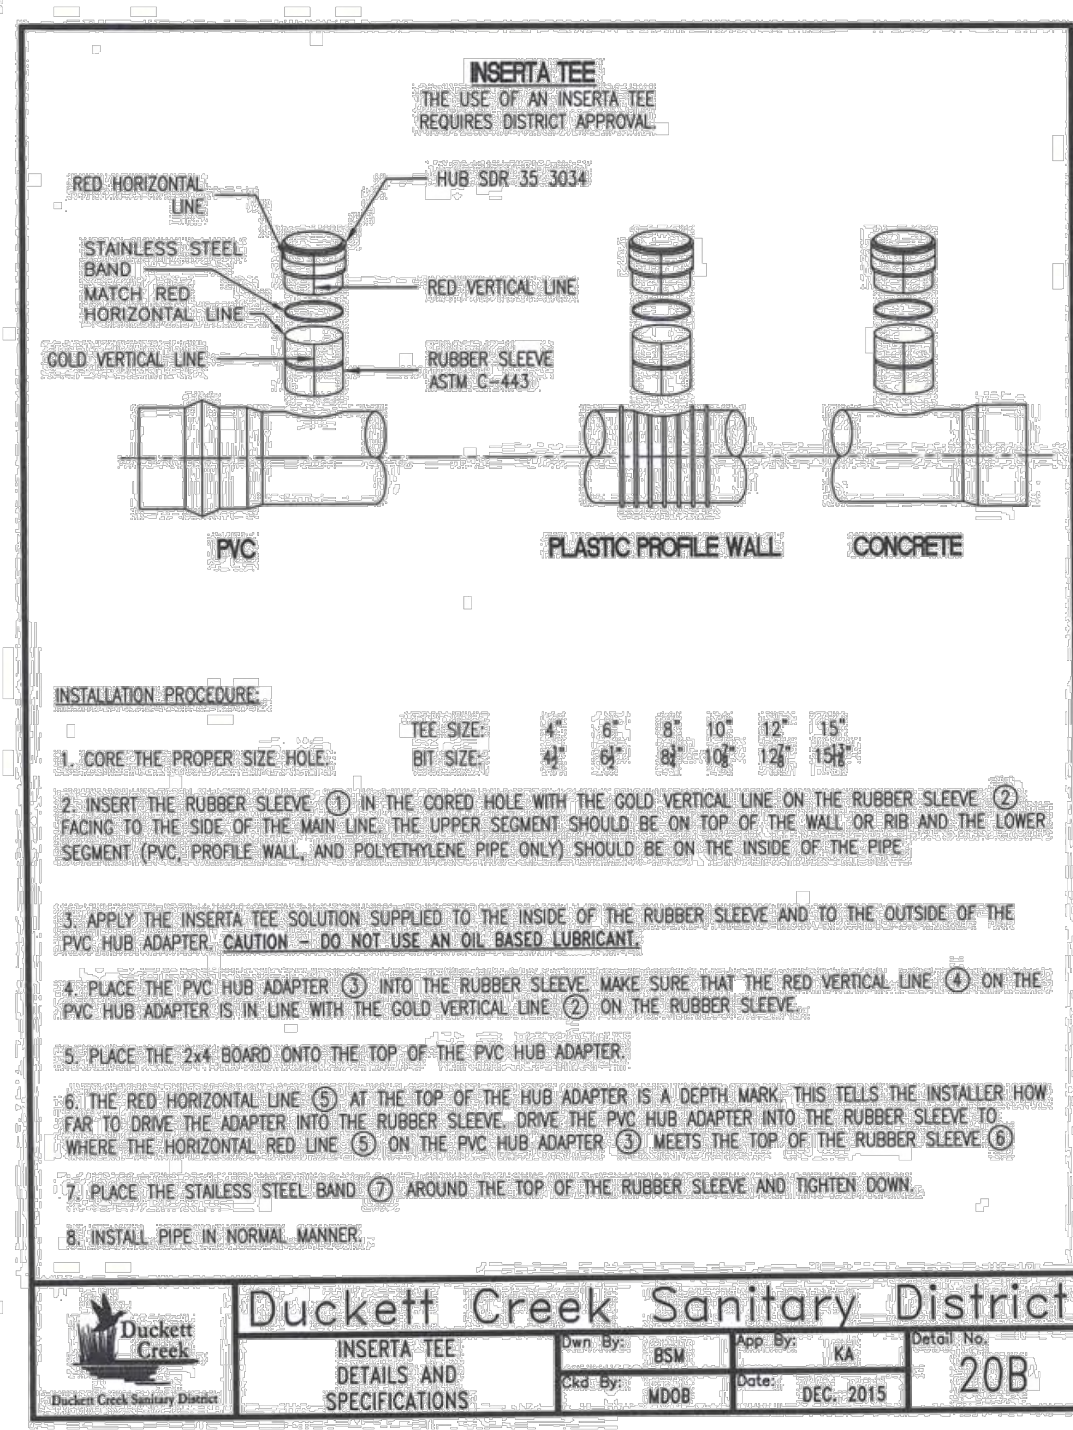 INSERTA TEE
THE USE OF AN INSERTA TEE
REQUIRES DISTRICT APPROVAL.
RED HORIZONTAL
LINE
HUB SDR 35 3034
STAINLESS STEEL
BAND
MATCH RED
HORIZONTAL LINE
RED VERTICAL LINE
GOLD VERTICAL LINE
RUBBER SLEEVE
ASTM C-443
PVC
PLASTIC PROFILE WALL
CONCRETE
INSTALLATION PROCEDURE:
TEE SIZE: 4" 6" 8" 10" 12" 15"
1. CORE THE PROPER SIZE HOLE. BIT SIZE: 4 1/2" 6 1/2" 10 7/8" 12 7/8" 15 13/16"
2. INSERT THE RUBBER SLEEVE ① IN THE CORED HOLE WITH THE GOLD VERTICAL LINE ON THE RUBBER SLEEVE ②
FACING TO THE SIDE OF THE MAIN LINE. THE UPPER SEGMENT SHOULD BE ON TOP OF THE WALL OR RIB AND THE LOWER
SEGMENT (PVC, PROFILE WALL, AND POLYETHYLENE PIPE ONLY) SHOULD BE ON THE INSIDE OF THE PIPE
3. APPLY THE INSERTA TEE SOLUTION SUPPLIED TO THE INSIDE OF THE RUBBER SLEEVE AND TO THE OUTSIDE OF THE
PVC HUB ADAPTER. CAUTION - DO NOT USE AN OIL BASED LUBRICANT.
4. PLACE THE PVC HUB ADAPTER ③ INTO THE RUBBER SLEEVE. MAKE SURE THAT THE RED VERTICAL LINE ④ ON THE
PVC HUB ADAPTER IS IN LINE WITH THE GOLD VERTICAL LINE ② ON THE RUBBER SLEEVE.
5. PLACE THE 2x4 BOARD ONTO THE TOP OF THE PVC HUB ADAPTER.
6. THE RED HORIZONTAL LINE ⑤ AT THE TOP OF THE HUB ADAPTER IS A DEPTH MARK. THIS TELLS THE INSTALLER HOW
FAR TO DRIVE THE ADAPTER INTO THE RUBBER SLEEVE. DRIVE THE PVC HUB ADAPTER INTO THE RUBBER SLEEVE TO
WHERE THE HORIZONTAL RED LINE ⑤ ON THE PVC HUB ADAPTER ③ MEETS THE TOP OF THE RUBBER SLEEVE ⑥
7. PLACE THE STAILESS STEEL BAND ⑦ AROUND THE TOP OF THE RUBBER SLEEVE AND TIGHTEN DOWN.
8. INSTALL PIPE IN NORMAL MANNER.
Duckett
Creek
Duckett Creek Sanitary District
Duckett Creek Sanitary District
INSERTA TEE
DETAILS AND
SPECIFICATIONS
Dwn By: BSM
Ckd By: MDOB
App By: KA
Date: DEC. 2015
Detail No.
20B